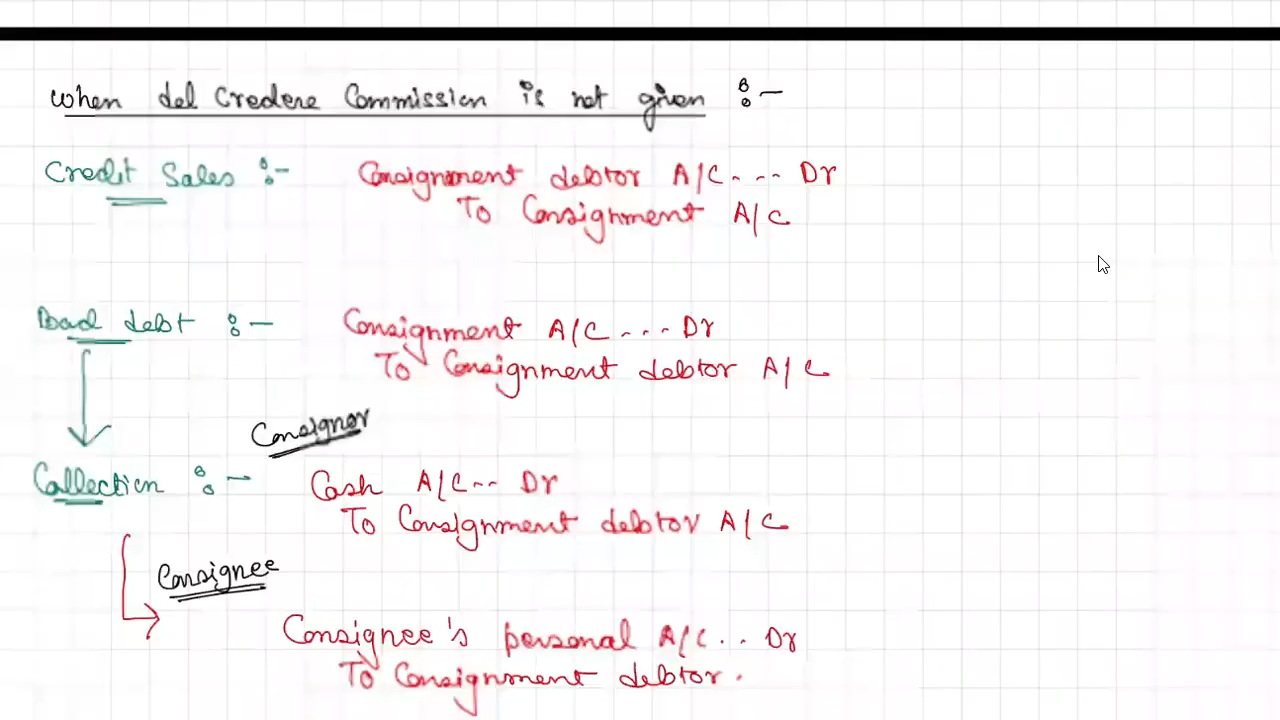 When del Credere Commission is not given :-
Credit Sales :- Consignment debtor A/C... Dr
To Consignment A/C
Bad debt :- Consignment A/C ... Dr
To Consignment debtor A/C
Consignor
Collection :- Cash A/C.. Dr
To Consignment debtor A/C
Consignee
Consignee's personal A/C.. Dr
To Consignment debtor.